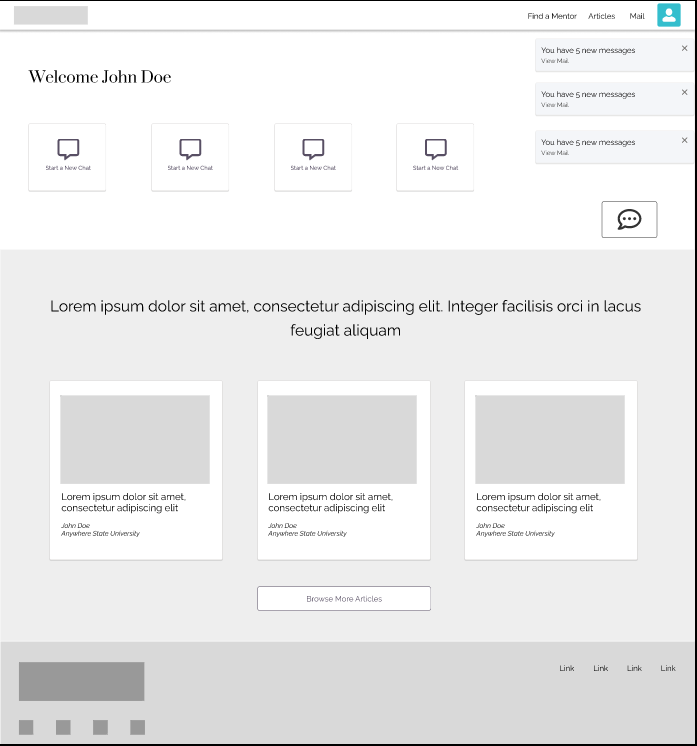 Find a Mentor Articles Mail
You have 5 new messages
View Mail
You have 5 new messages
View Mail
You have 5 new messages
View Mail
Welcome John Doe
Start a New Chat
Start a New Chat
Start a New Chat
Start a New Chat
Lorem ipsum dolor sit amet, consectetur adipiscing elit. Integer facilisis orci in lacus
feugiat aliquam
Lorem ipsum dolor sit amet,
consectetur adipiscing elit
John Doe
Anywhere State University
Lorem ipsum dolor sit amet,
consectetur adipiscing elit
John Doe
Anywhere State University
Lorem ipsum dolor sit amet,
consectetur adipiscing elit
John Doe
Anywhere State University
Browse More Articles
Link Link Link Link